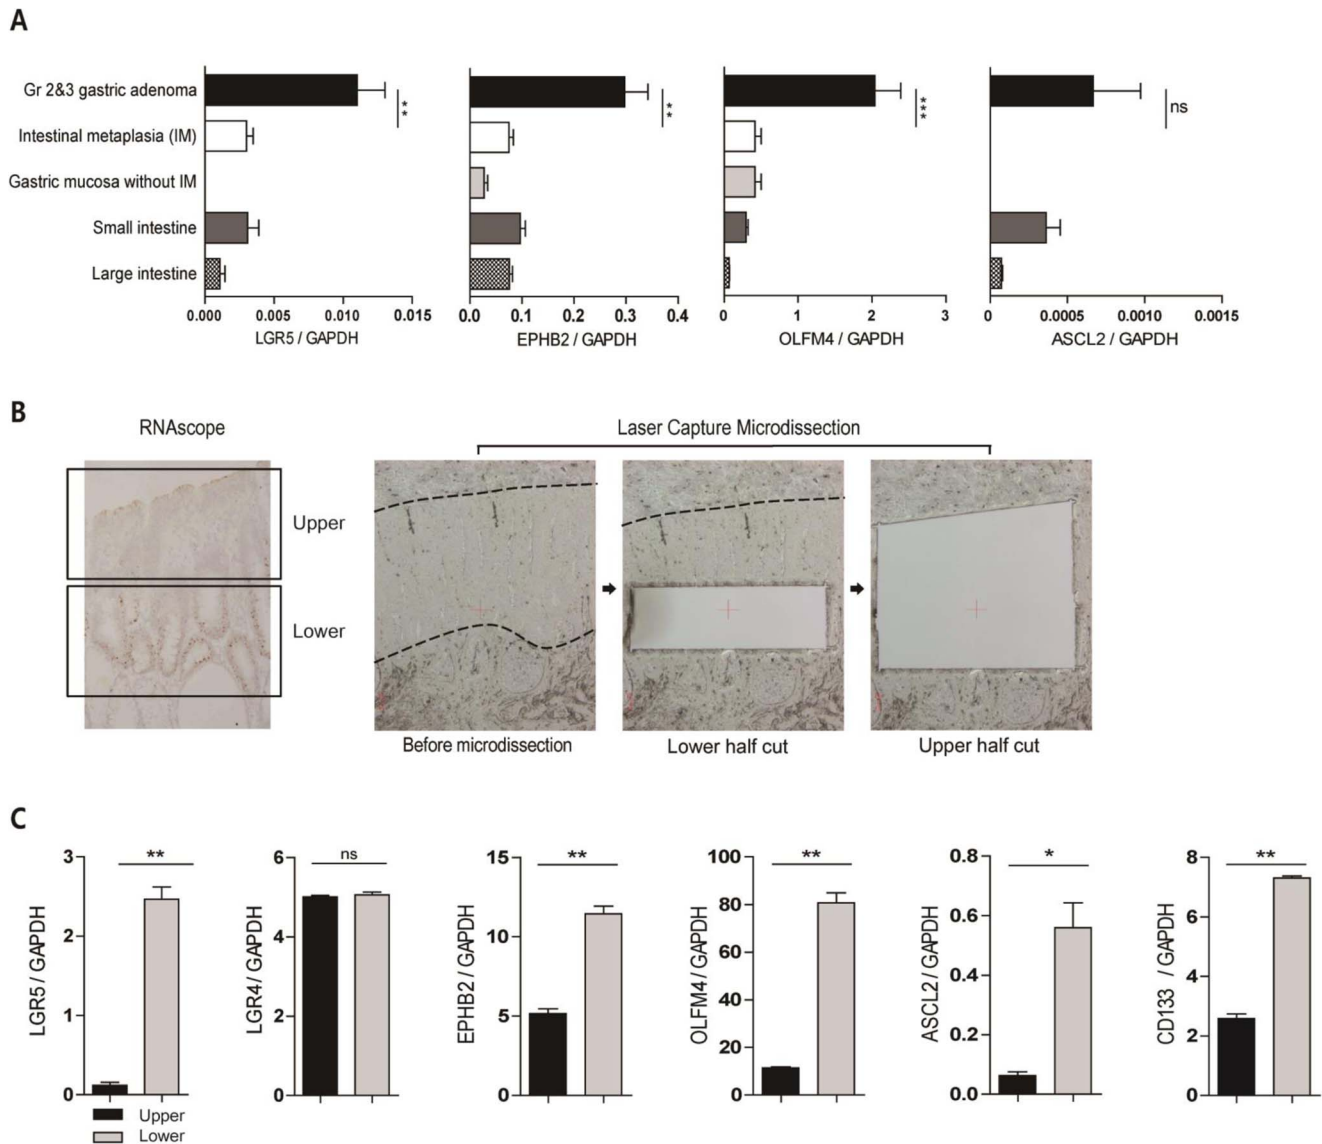 A
Gr 2&3 gastric adenoma
Intestinal metaplasia (IM)
Gastric mucosa without IM
Small intestine
Large intestine
**
0.000 0.005 0.010 0.015
LGR5 / GAPDH
**
0.0 0.1 0.2 0.3 0.4
EPHB2 / GAPDH
***
0 1 2 3
OLFM4 / GAPDH
ns
0 0.0005 0.0010 0.0015
ASCL2 / GAPDH
B
RNAscope
Upper
Lower
Laser Capture Microdissection
Before microdissection
Lower half cut
Upper half cut
C
LGR5 / GAPDH
3
2
1
0
**
LGR4 / GAPDH
6
4
2
0
ns
EPHB2 / GAPDH
15
10
5
0
**
OLFM4 / GAPDH
100
80
60
40
20
0
**
ASCL2 / GAPDH
0.8
0.6
0.4
0.2
0.0
*
CD133 / GAPDH
8
6
4
2
0
**
Upper
Lower